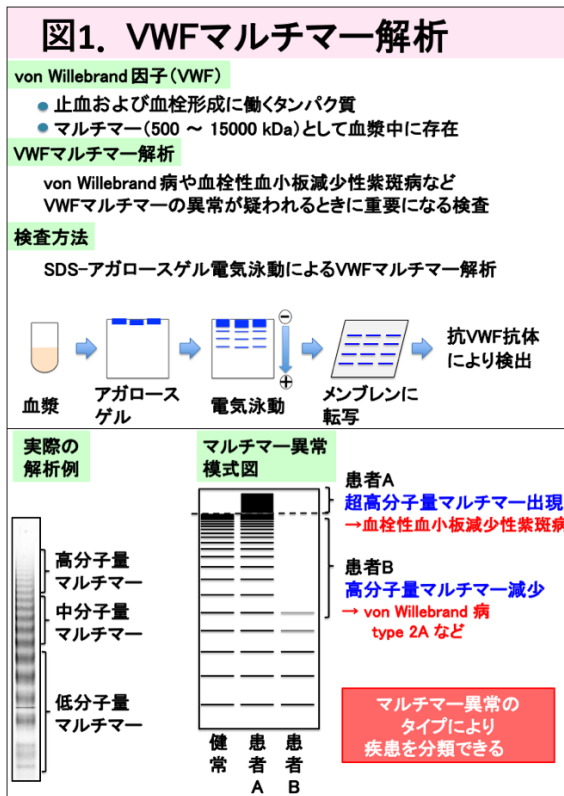 図1. VWFマルチマー解析
von Willebrand 因子(VWF)
● 止血および血栓形成に働くタンパク質
● マルチマー(500 ～ 15000 kDa)として血漿中に存在
VWFマルチマー解析
von Willebrand 病や血栓性血小板減少性紫斑病など
VWFマルチマーの異常が疑われるときに重要になる検査
検査方法
SDS-アガロースゲル電気泳動によるVWFマルチマー解析
血漿
アガロース
ゲル
－
＋
電気泳動
メンブレンに
転写
抗VWF抗体
により検出
実際の
解析例
高分子量
マルチマー
中分子量
マルチマー
低分子量
マルチマー
マルチマー異常
模式図
健常
患者A
患者B
患者A
超高分子量マルチマー出現
→血栓性血小板減少性紫斑病
患者B
高分子量マルチマー減少
→ von Willebrand 病
type 2A など
マルチマー異常の
タイプにより
疾患を分類できる